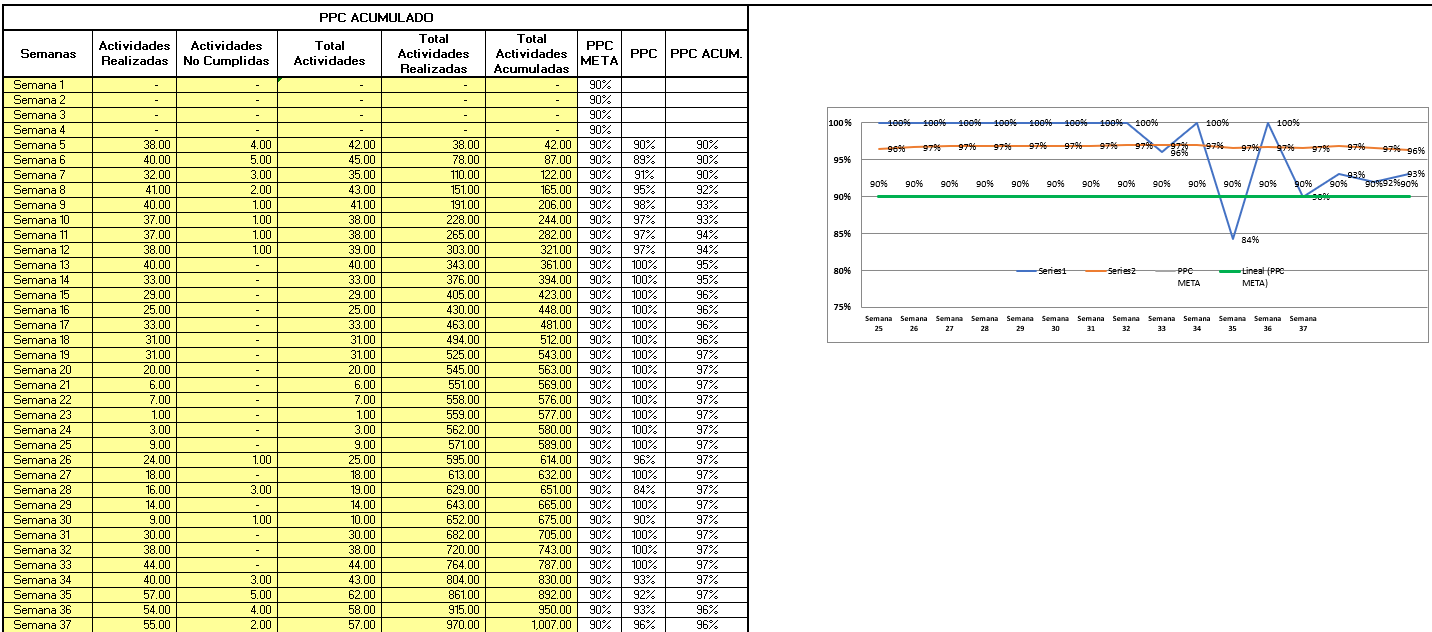 PPC ACUMULADO
Semanas Actividades Realizadas Actividades No Cumplidas Total Actividades Total Actividades Realizadas Total Actividades Acumuladas PPC META PPC PPC ACUM.
Semana 1 - - - - - 90%
Semana 2 - - - - - 90%
Semana 3 - - - - - 90%
Semana 4 - - - - - 90%
Semana 5 38.00 4.00 42.00 38.00 42.00 90% 90% 90%
Semana 6 40.00 5.00 45.00 78.00 87.00 90% 89% 90%
Semana 7 32.00 3.00 35.00 110.00 122.00 90% 91% 90%
Semana 8 41.00 2.00 43.00 151.00 165.00 90% 95% 92%
Semana 9 40.00 1.00 41.00 191.00 206.00 90% 98% 93%
Semana 10 37.00 1.00 38.00 228.00 244.00 90% 97% 93%
Semana 11 37.00 1.00 38.00 265.00 282.00 90% 97% 94%
Semana 12 38.00 1.00 39.00 303.00 321.00 90% 97% 94%
Semana 13 40.00 - 40.00 343.00 361.00 90% 100% 95%
Semana 14 33.00 - 33.00 376.00 394.00 90% 100% 95%
Semana 15 29.00 - 29.00 405.00 423.00 90% 100% 96%
Semana 16 25.00 - 25.00 430.00 448.00 90% 100% 96%
Semana 17 33.00 - 33.00 463.00 481.00 90% 100% 96%
Semana 18 31.00 - 31.00 494.00 512.00 90% 100% 96%
Semana 19 31.00 - 31.00 525.00 543.00 90% 100% 97%
Semana 20 20.00 - 20.00 545.00 563.00 90% 100% 97%
Semana 21 6.00 - 6.00 551.00 569.00 90% 100% 97%
Semana 22 7.00 - 7.00 558.00 576.00 90% 100% 97%
Semana 23 1.00 - 1.00 559.00 577.00 90% 100% 97%
Semana 24 3.00 - 3.00 562.00 580.00 90% 100% 97%
Semana 25 9.00 - 9.00 571.00 589.00 90% 100% 97%
Semana 26 24.00 1.00 25.00 595.00 614.00 90% 96% 97%
Semana 27 18.00 - 18.00 613.00 632.00 90% 100% 97%
Semana 28 16.00 3.00 19.00 629.00 651.00 90% 84% 97%
Semana 29 14.00 - 14.00 643.00 665.00 90% 100% 97%
Semana 30 9.00 1.00 10.00 652.00 675.00 90% 90% 97%
Semana 31 30.00 - 30.00 682.00 705.00 90% 100% 97%
Semana 32 38.00 - 38.00 720.00 743.00 90% 100% 97%
Semana 33 44.00 - 44.00 764.00 787.00 90% 100% 97%
Semana 34 40.00 3.00 43.00 804.00 830.00 90% 93% 97%
Semana 35 57.00 5.00 62.00 861.00 892.00 90% 92% 97%
Semana 36 54.00 4.00 58.00 915.00 950.00 90% 93% 96%
Semana 37 55.00 2.00 57.00 970.00 1,007.00 90% 96% 96%
100% 100% 100% 100% 100% 100% 100% 100% 100% 100% 100%
96% 97% 97% 97% 97% 97% 97% 97% 97% 97% 97% 97% 97% 97% 97% 96%
96%
95%
93% 92% 93%
90% 90% 90% 90% 90% 90% 90% 90% 90% 90% 90% 90% 90% 90% 90% 90%
90% 90%
85%
84%
80%
Series1 Series2 PPC META Lineal (PPC META)
75%
Semana 25 Semana 26 Semana 27 Semana 28 Semana 29 Semana 30 Semana 31 Semana 32 Semana 33 Semana 34 Semana 35 Semana 36 Semana 37